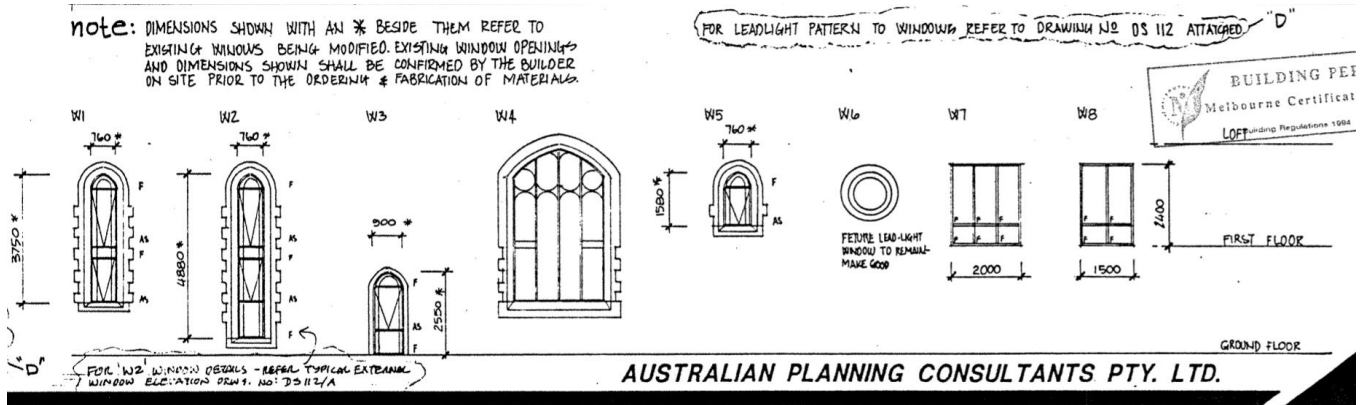 note: DIMENSIONS SHOWN WITH AN * BESIDE THEM REFER TO
EXISTING WINOWS BEING MODIFIED. EXISTING WINDOW OPENINGS
AND DIMENSIONS SHOWN SHALL BE CONFIRMED BY THE BUILDER
ON SITE PRIOR TO THE ORDERING & FABRICATION OF MATERIALS.
FOR LEADLIGHT PATTERN TO WINDOWS REFER TO DRAWING No DS 112 ATTATCHED
"D"
BUILDING PE
Melbourne Certificat
Building Regulations 1994
LOFT
W1
W2
W3
W4
W5
W6
W7
W8
760 *
760 *
900 *
760 *
3750 *
F
AS
F
AS
4880 *
F
AS
F
AS
F
2550 *
F
AS
F
1580 *
F
AS
FETURE LEAD-LIGHT
WINDOW TO REMAIN-
MAKE GOOD
F F F
F F F
2000
F F
F F
1500
2400
FIRST FLOOR
GROUND FLOOR
"D"
FOR 'W2' WINDOW DETAILS - REFER TYPICAL EXTERNAL
WINDOW ELEVATION DRWG. No: DS112/A
AUSTRALIAN PLANNING CONSULTANTS PTY. LTD.